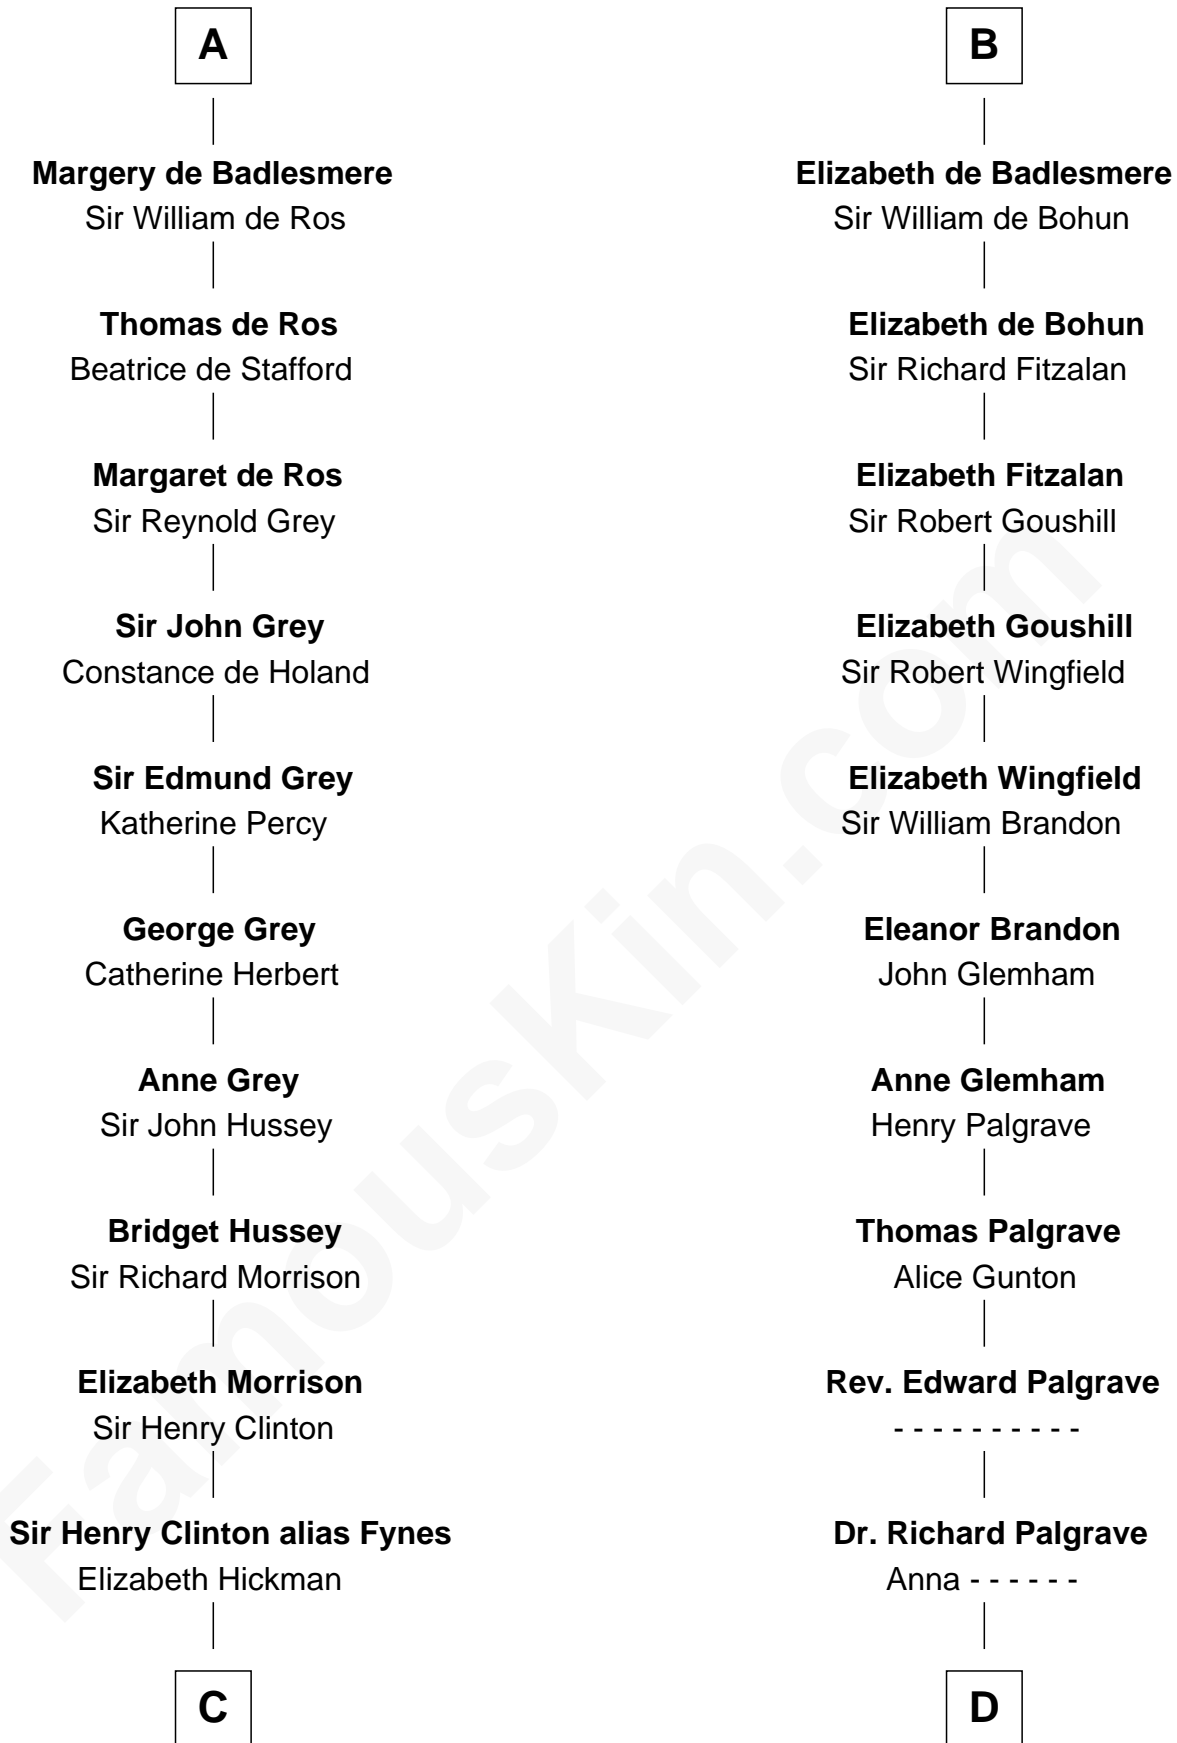 A
Margery de Badlesmere
Sir William de Ros
Thomas de Ros
Beatrice de Stafford
Margaret de Ros
Sir Reynold Grey
Sir John Grey
Constance de Holand
Sir Edmund Grey
Katherine Percy
George Grey
Catherine Herbert
Anne Grey
Sir John Hussey
Bridget Hussey
Sir Richard Morrison
Elizabeth Morrison
Sir Henry Clinton
Sir Henry Clinton alias Fynes
Elizabeth Hickman
C
B
Elizabeth de Badlesmere
Sir William de Bohun
Elizabeth de Bohun
Sir Richard Fitzalan
Elizabeth Fitzalan
Sir Robert Goushill
Elizabeth Goushill
Sir Robert Wingfield
Elizabeth Wingfield
Sir William Brandon
Eleanor Brandon
John Glemham
Anne Glemham
Henry Palgrave
Thomas Palgrave
Alice Gunton
Rev. Edward Palgrave
- - - - - - - - - -
Dr. Richard Palgrave
Anna - - - - - -
D
FamousKin.com